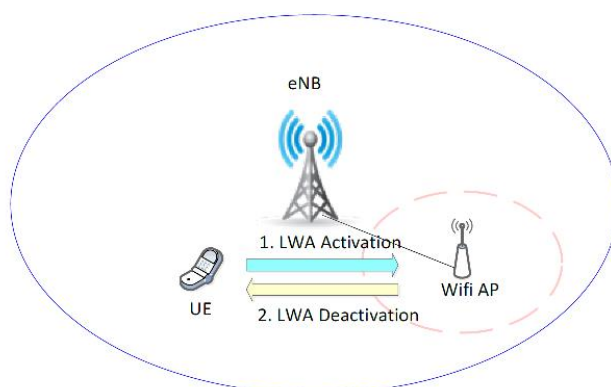 eNB
1. LWA Activation
Wifi AP
UE
2. LWA Deactivation